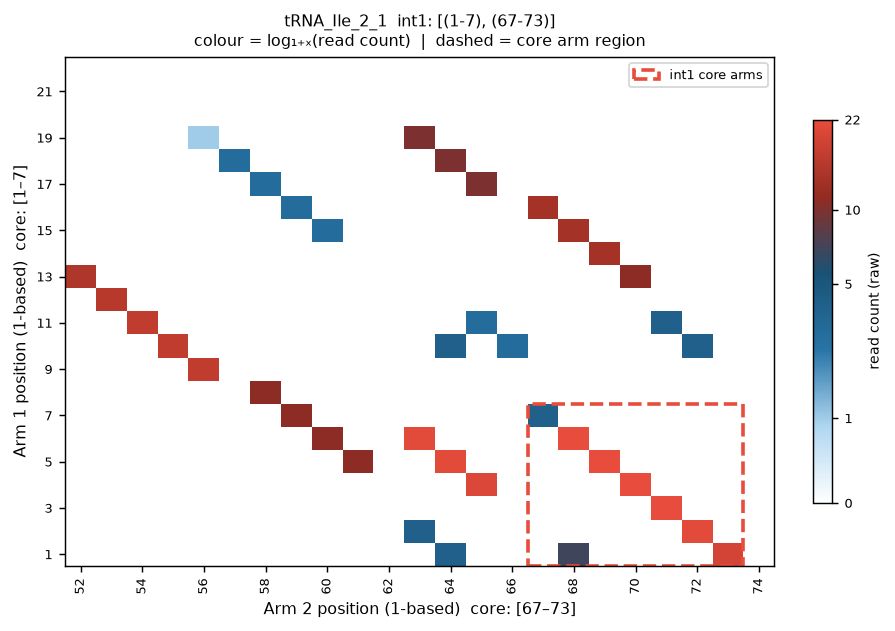 tRNA_Ile_2_1  int1: [(1-7), (67-73)]
colour = log₁₊ₓ(read count)  |  dashed = core arm region
int1 core arms
Arm 1 position (1-based)  core: [1–7]
21
19
17
15
13
11
9
7
5
3
1
52 54 56 58 60 62 64 66 68 70 72 74
Arm 2 position (1-based)  core: [67–73]
22
10
5
1
0
read count (raw)